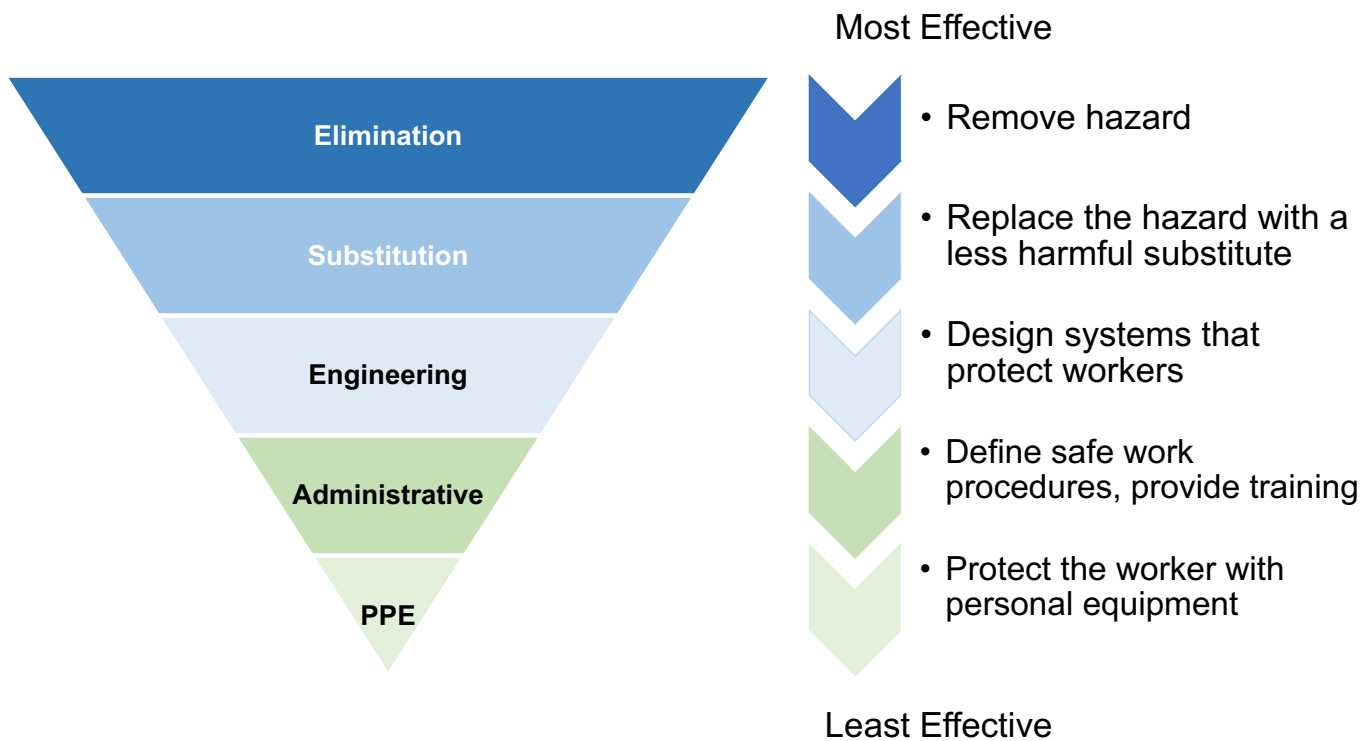 Most Effective
Elimination
• Remove hazard
Substitution
• Replace the hazard with a
less harmful substitute
Engineering
• Design systems that
protect workers
Administrative
• Define safe work
procedures, provide training
PPE
• Protect the worker with
personal equipment
Least Effective